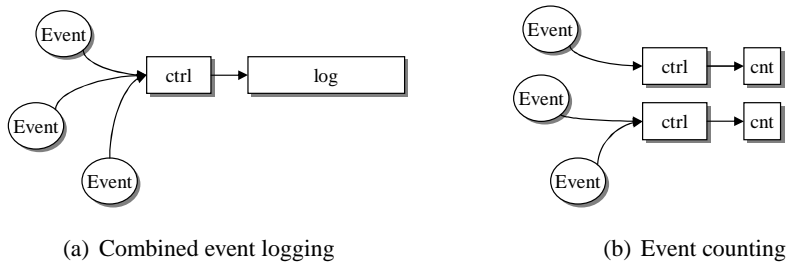 Event
ctrl
log
Event
Event
(a) Combined event logging
Event
ctrl
cnt
Event
ctrl
cnt
Event
(b) Event counting